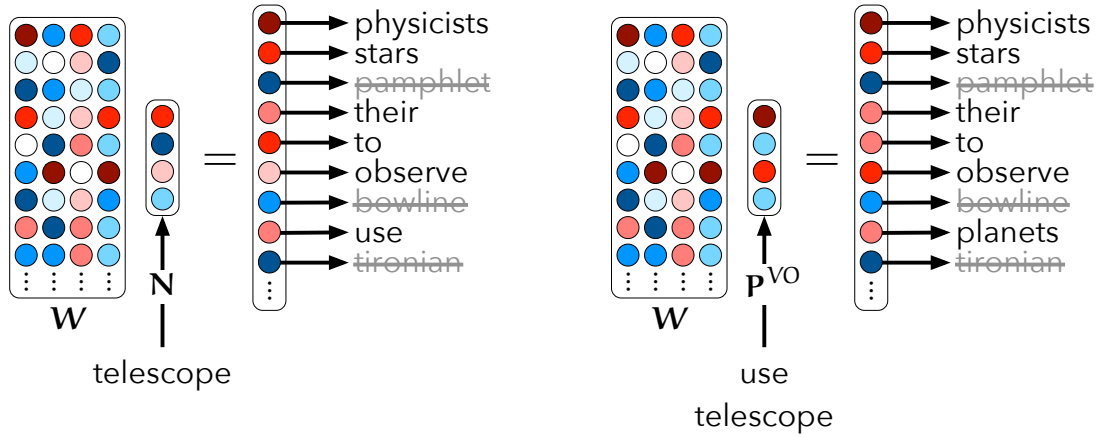 physicists
stars
pamphlet
their
to
observe
bowline
use
tironian
=
W
N
telescope
physicists
stars
pamphlet
their
to
observe
bowline
planets
tironian
=
W
P^VO
use
telescope